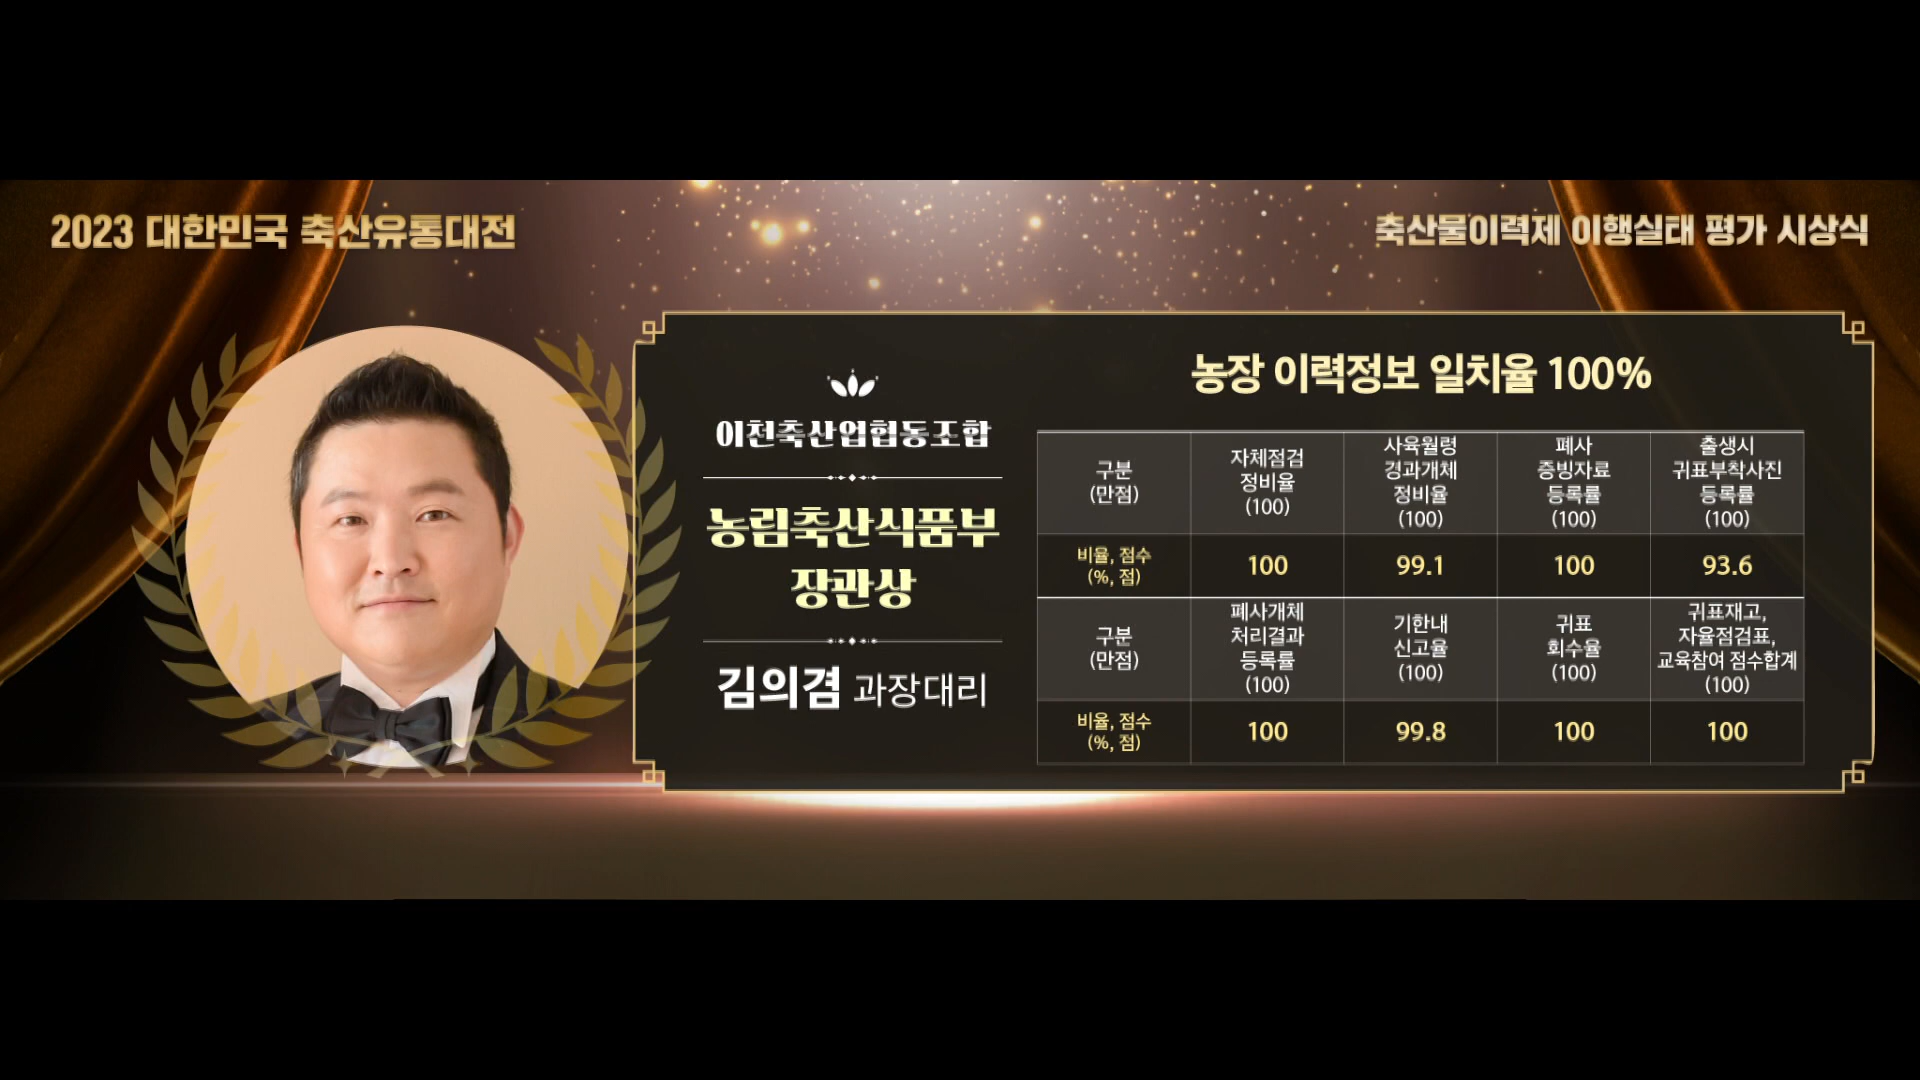 2023 대한민국 축산유통대전
축산물이력제 이행실태 평가 시상식
이천축산업협동조합
농림축산식품부
장관상
김의겸 과장대리
농장 이력정보 일치율 100%
구분
(만점)
자체점검
정비율
(100)
사육월령
경과개체
정비율
(100)
폐사
증빙자료
등록률
(100)
출생시
귀표부착사진
등록률
(100)
비율, 점수
(%, 점)
100
99.1
100
93.6
구분
(만점)
폐사개체
처리결과
등록률
(100)
기한내
신고율
(100)
귀표
회수율
(100)
귀표재고,
자율점검표,
교육참여 점수합계
(100)
비율, 점수
(%, 점)
100
99.8
100
100